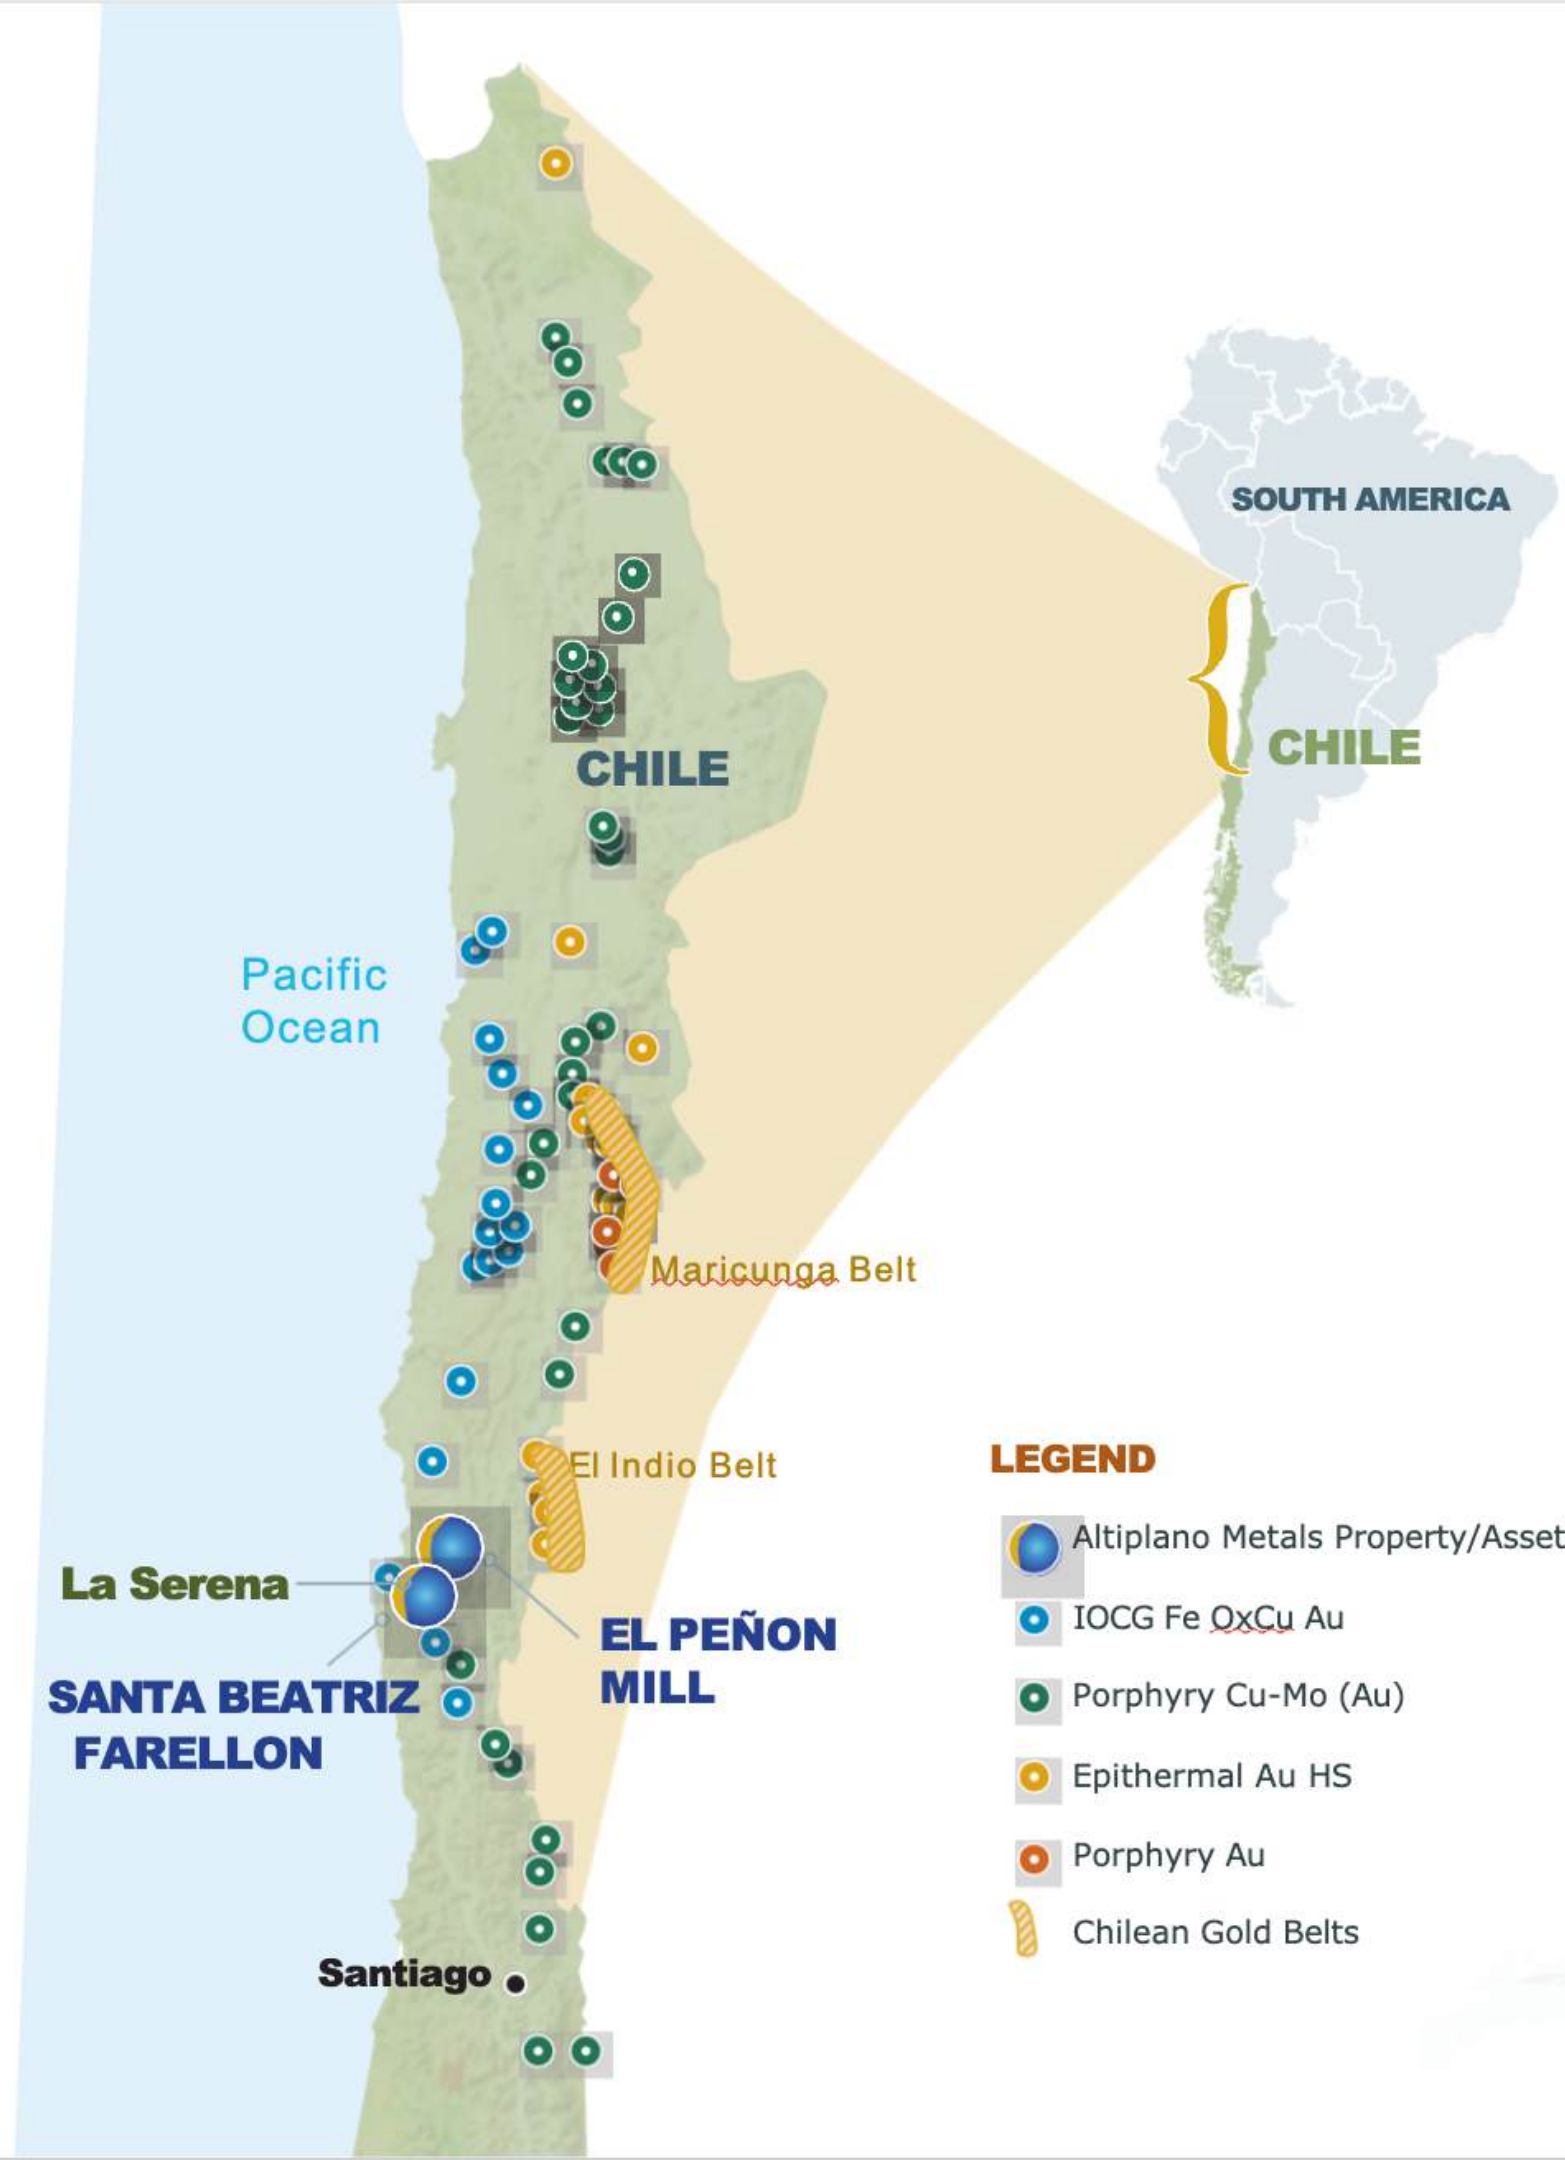 SOUTH AMERICA
CHILE
CHILE
Pacific
Ocean
Maricunga Belt
El Indio Belt
La Serena
EL PEÑON
MILL
SANTA BEATRIZ
FARELLON
Santiago
LEGEND
Altiplano Metals Property/Asset
IOCG Fe OxCu Au
Porphyry Cu-Mo (Au)
Epithermal Au HS
Porphyry Au
Chilean Gold Belts